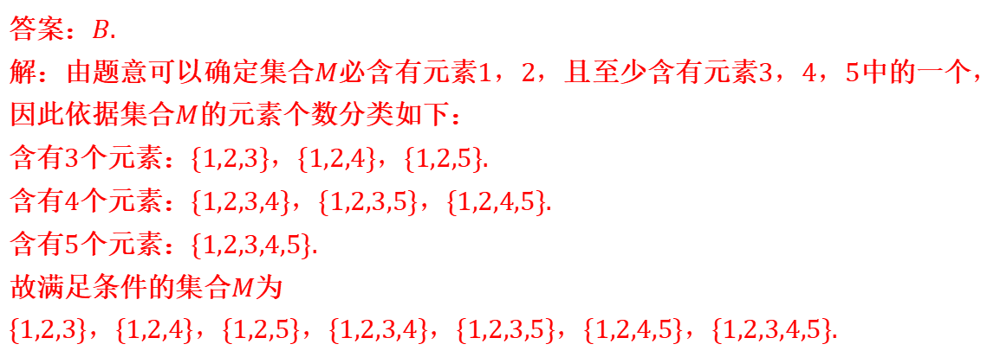 答案：B.
解：由题意可以确定集合M必含有元素1，2，且至少含有元素3，4，5中的一个，
因此依据集合M的元素个数分类如下：
含有3个元素：{1,2,3}，{1,2,4}，{1,2,5}.
含有4个元素：{1,2,3,4}，{1,2,3,5}，{1,2,4,5}.
含有5个元素：{1,2,3,4,5}.
故满足条件的集合M为
{1,2,3}，{1,2,4}，{1,2,5}，{1,2,3,4}，{1,2,3,5}，{1,2,4,5}，{1,2,3,4,5}.